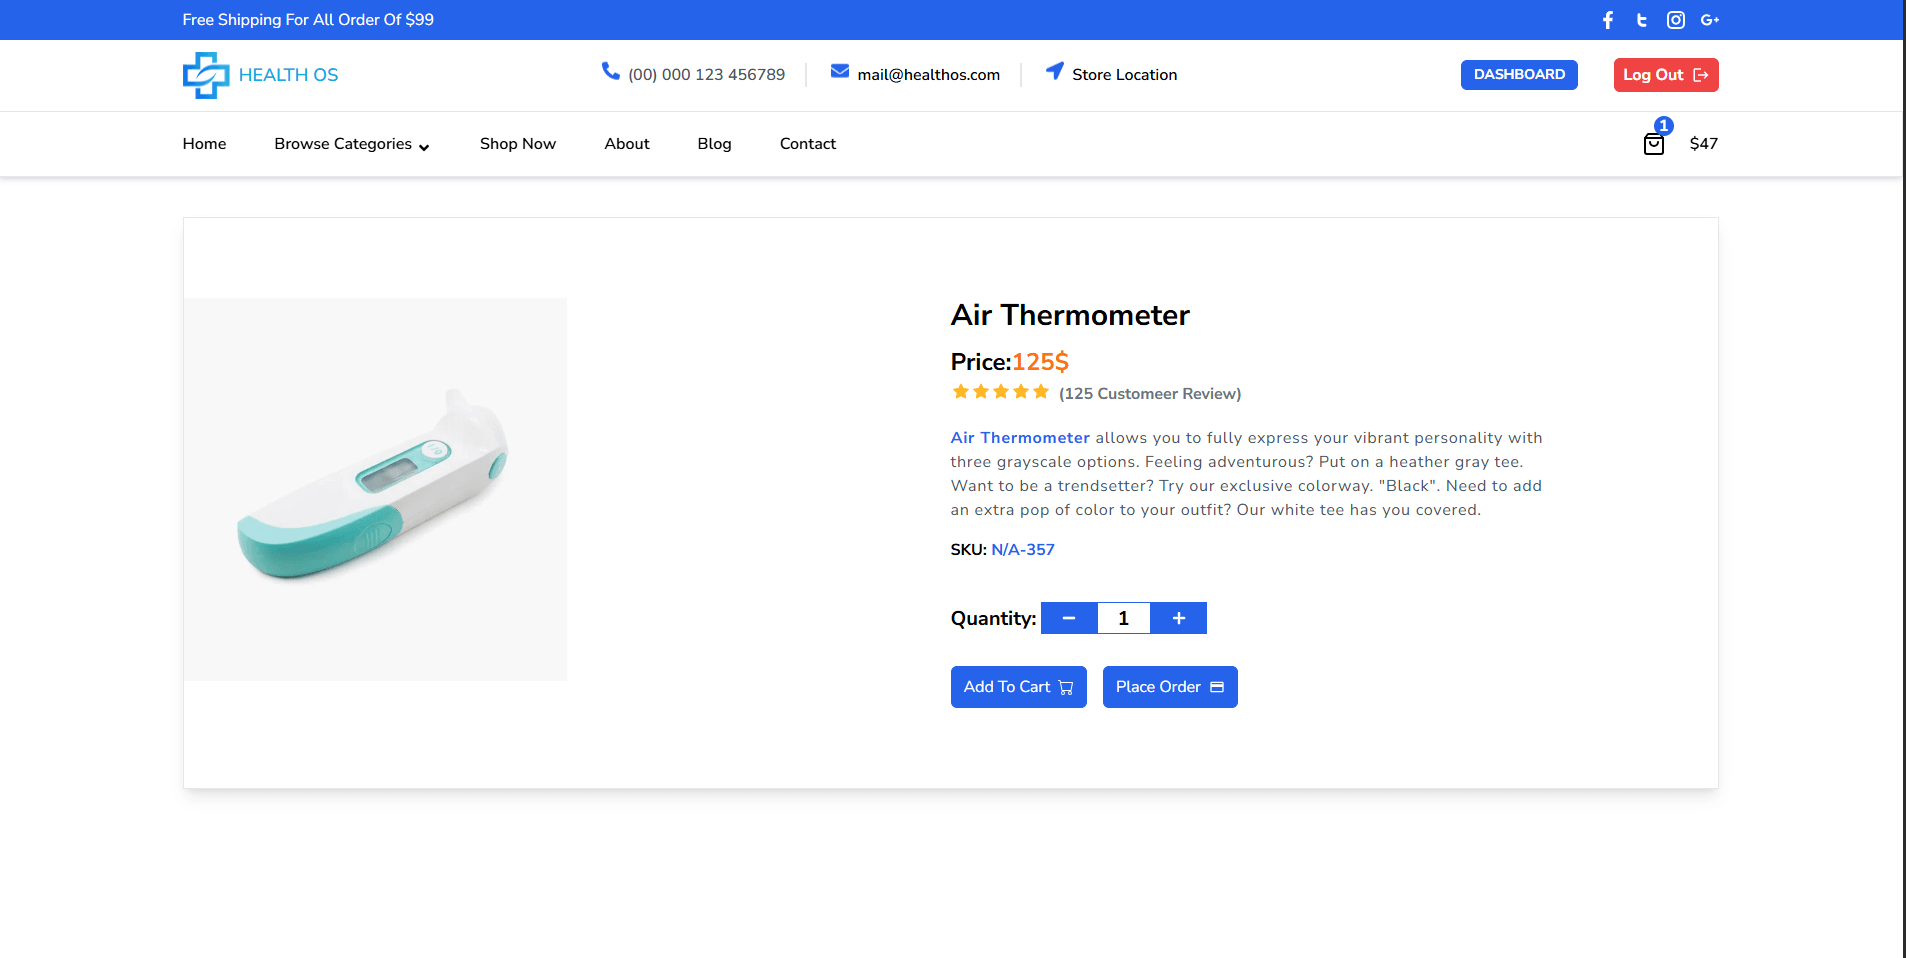 Free Shipping For All Order Of $99
HEALTH OS
(00) 000 123 456789
mail@healthos.com
Store Location
DASHBOARD
Log Out
Home
Browse Categories
Shop Now
About
Blog
Contact
1
$47
Air Thermometer
Price:125$
(125 Customeer Review)
Air Thermometer allows you to fully express your vibrant personality with
three grayscale options. Feeling adventurous? Put on a heather gray tee.
Want to be a trendsetter? Try our exclusive colorway. "Black". Need to add
an extra pop of color to your outfit? Our white tee has you covered.
SKU: N/A-357
Quantity: − 1 +
Add To Cart
Place Order